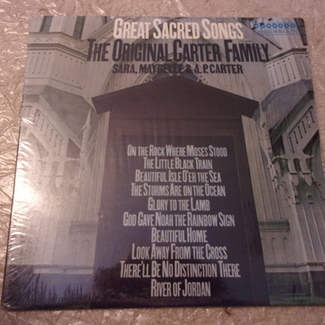 Great Sacred Songs
The Original Carter Family
Sara, Maybelle & A.P. Carter
On the Rock Where Moses Stood
The Little Black Train
Beautiful Isle O'er the Sea
The Storms Are on the Ocean
Glory to the Lamb
God Gave Noah the Rainbow Sign
Beautiful Home
Look Away From the Cross
There'll Be No Distinction There
River of Jordan